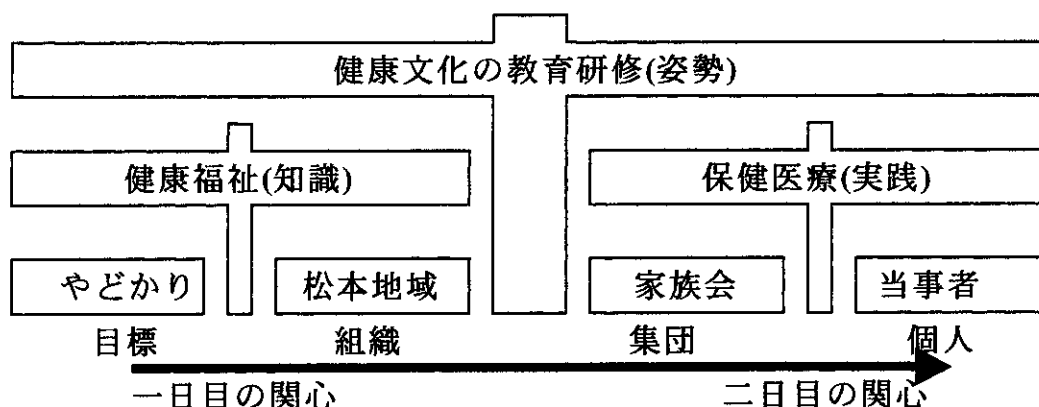 健康文化の教育研修(姿勢)
健康福祉(知識) 保健医療(実践)
やどかり 松本地域 家族会 当事者
目標 組織 集団 個人
一日目の関心 二日目の関心